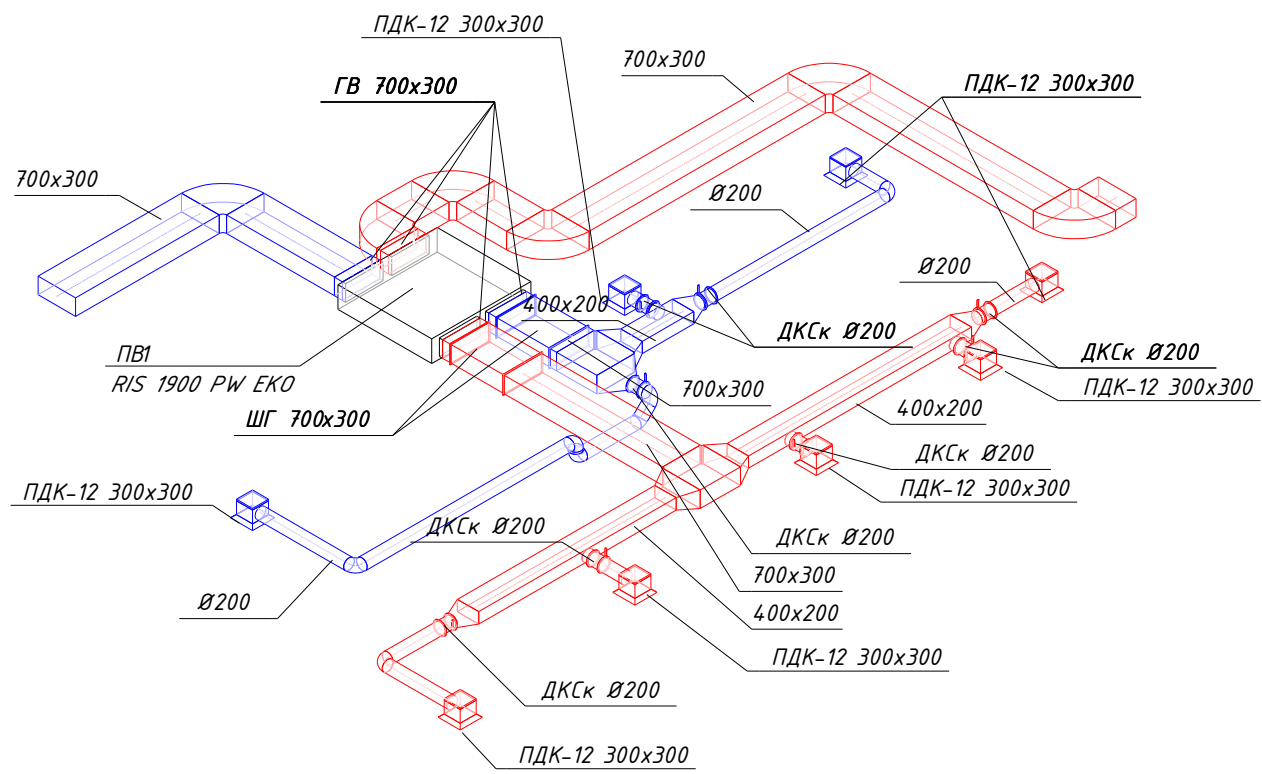 ПДК-12 300х300
700х300
ГВ 700х300
ПДК-12 300х300
700х300
Ø200
Ø200
400х200
ДКСк Ø200
ДКСк Ø200
ПВ1
RIS 1900 PW EKO
700х300
ПДК-12 300х300
ШГ 700х300
400х200
ДКСк Ø200
ПДК-12 300х300
ПДК-12 300х300
ДКСк Ø200
ДКСк Ø200
700х300
Ø200
400х200
ПДК-12 300х300
ДКСк Ø200
ПДК-12 300х300